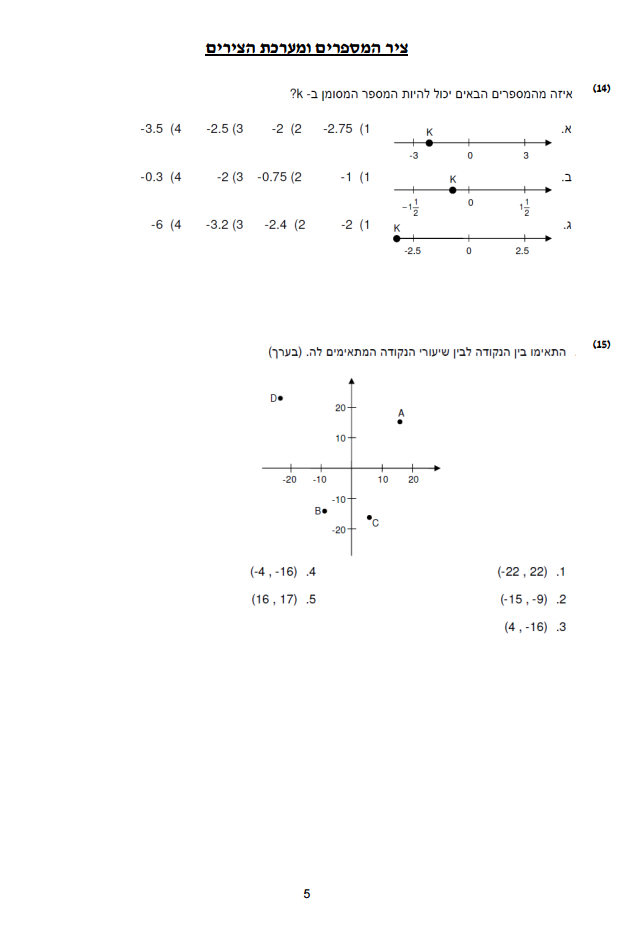 ציר המספרים ומערכת הצירים
(14)
איזה מהמספרים הבאים יכול להיות המספר המסומן ב- k?
א. K -3 0 3 1) -2.75 2) -2 3) -2.5 4) -3.5
ב. K -1 1/2 0 1 1/2 1) -1 2) -0.75 3) -2 4) -0.3
ג. K -2.5 0 2.5 1) -2 2) -2.4 3) -3.2 4) -6
(15)
התאימו בין הנקודה לבין שיעורי הנקודה המתאימים לה. (בערך)
D
20
A
10
-20 -10 10 20
-10
B
C
-20
1. (-22 , 22) 4. (-4 , -16)
2. (-15 , -9) 5. (16 , 17)
3. (4 , -16)
5